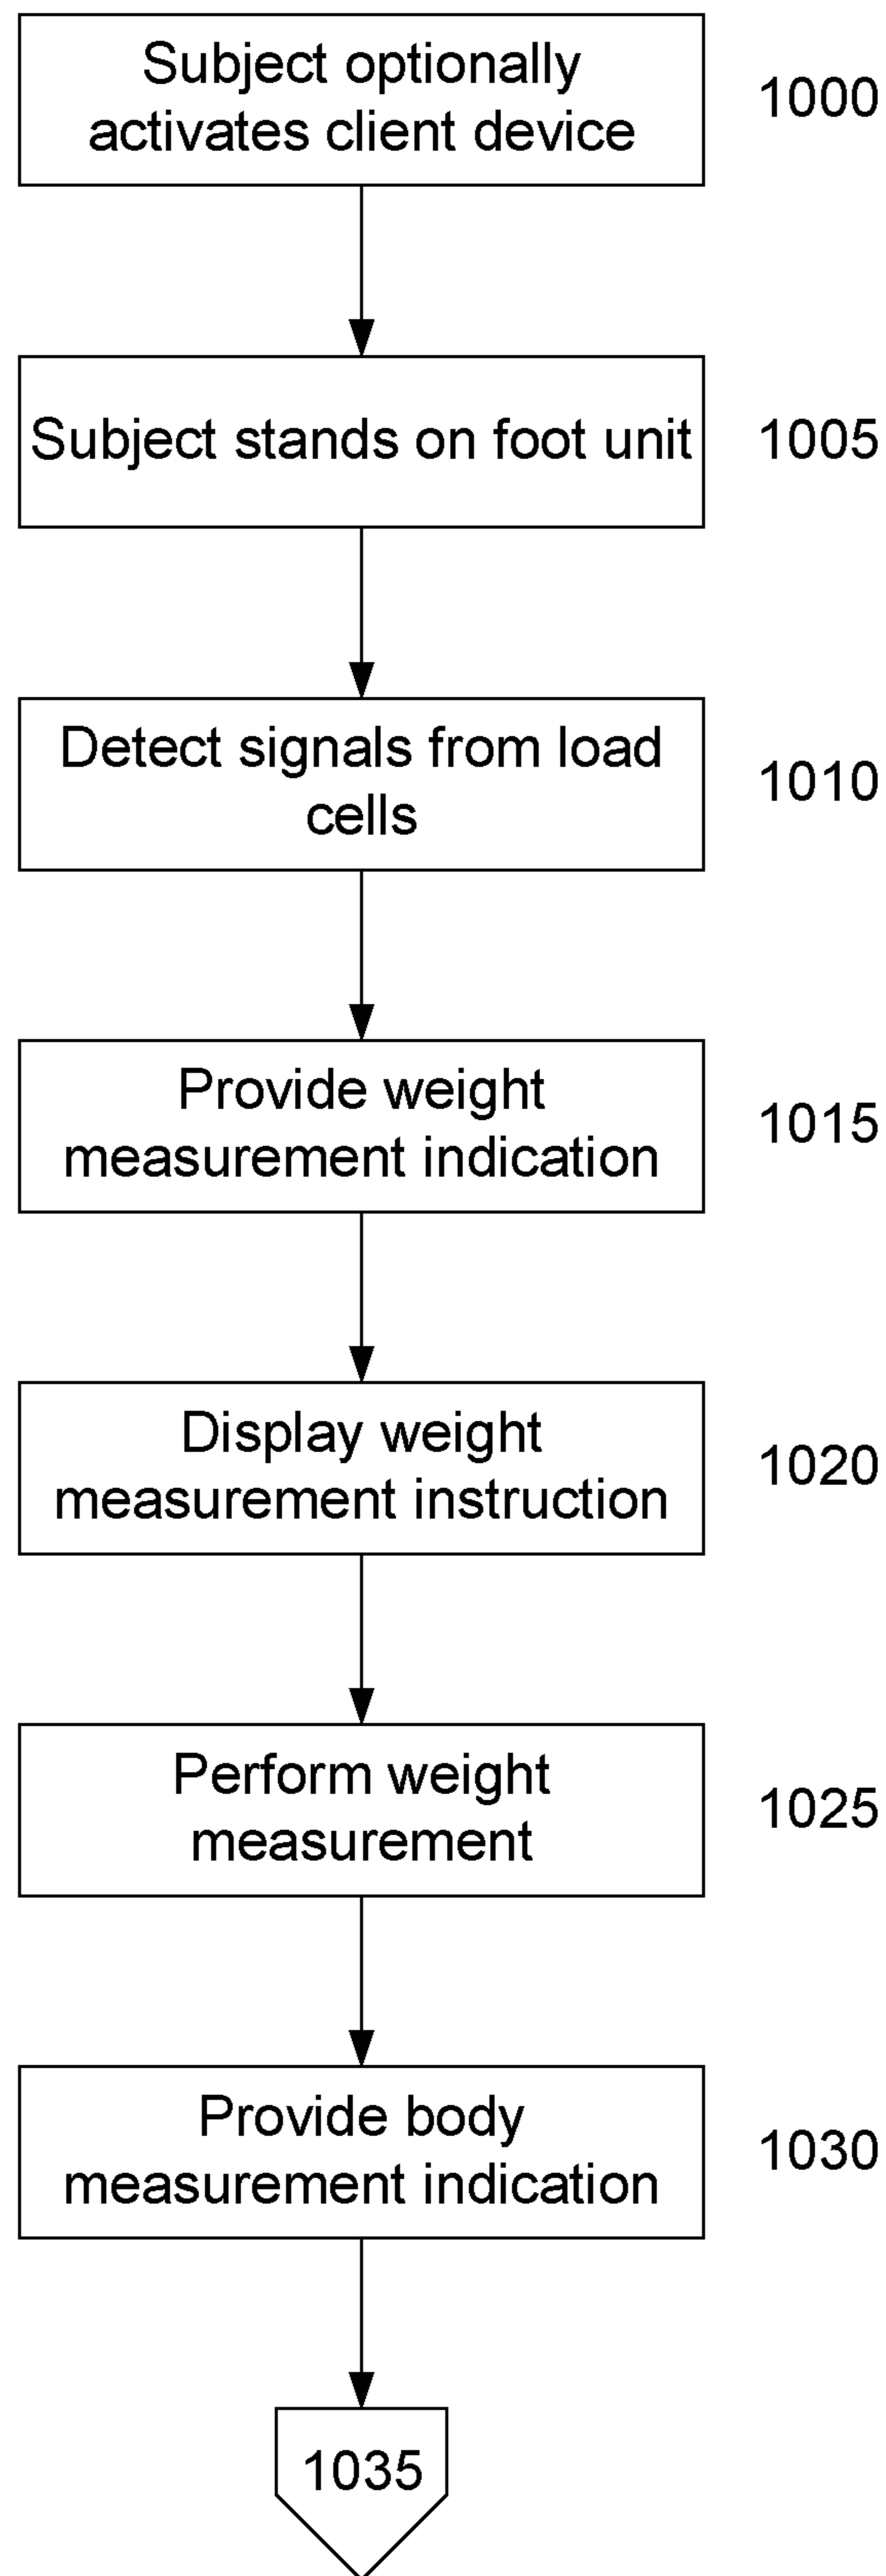 Subject optionally
activates client device
1000
Subject stands on foot unit
1005
Detect signals from load
cells
1010
Provide weight
measurement indication
1015
Display weight
measurement instruction
1020
Perform weight
measurement
1025
Provide body
measurement indication
1030
1035